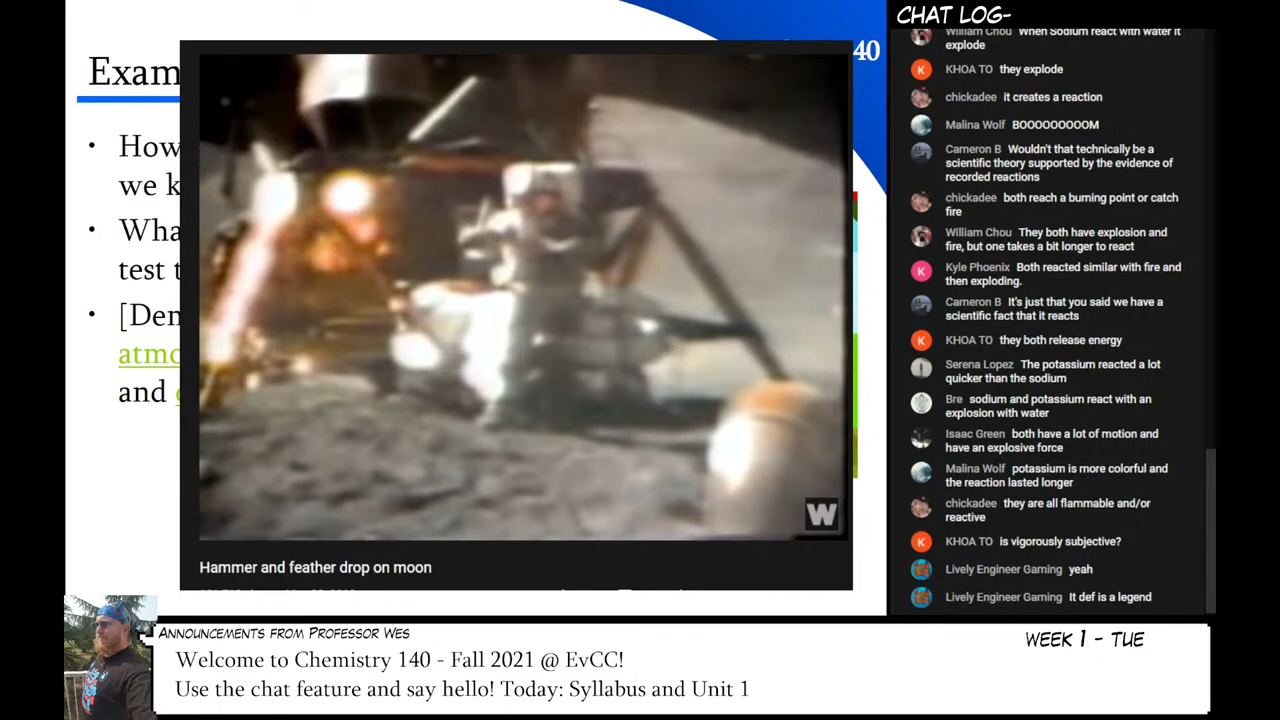 Exam
40
• How
we k
• Wha
test t
• [Den
atmo
and
W
Hammer and feather drop on moon
CHAT LOG-
William Chou When Sodium react with water it
explode
K KHOA TO they explode
chickadee it creates a reaction
Malina Wolf BOOOOOOOOM
Cameron B Wouldn't that technically be a
scientific theory supported by the evidence of
recorded reactions
chickadee both reach a burning point or catch
fire
William Chou They both have explosion and
fire, but one takes a bit longer to react
K Kyle Phoenix Both reacted similar with fire and
then exploding.
Cameron B It's just that you said we have a
scientific fact that it reacts
K KHOA TO they both release energy
Serena Lopez The potassium reacted a lot
quicker than the sodium
Bre sodium and potassium react with an
explosion with water
Isaac Green both have a lot of motion and
have an explosive force
Malina Wolf potassium is more colorful and
the reaction lasted longer
chickadee they are all flammable and/or
reactive
K KHOA TO is vigorously subjective?
Lively Engineer Gaming yeah
Lively Engineer Gaming It def is a legend
Announcements from Professor Wes
WEEK 1 - TUE
Welcome to Chemistry 140 - Fall 2021 @ EvCC!
Use the chat feature and say hello! Today: Syllabus and Unit 1